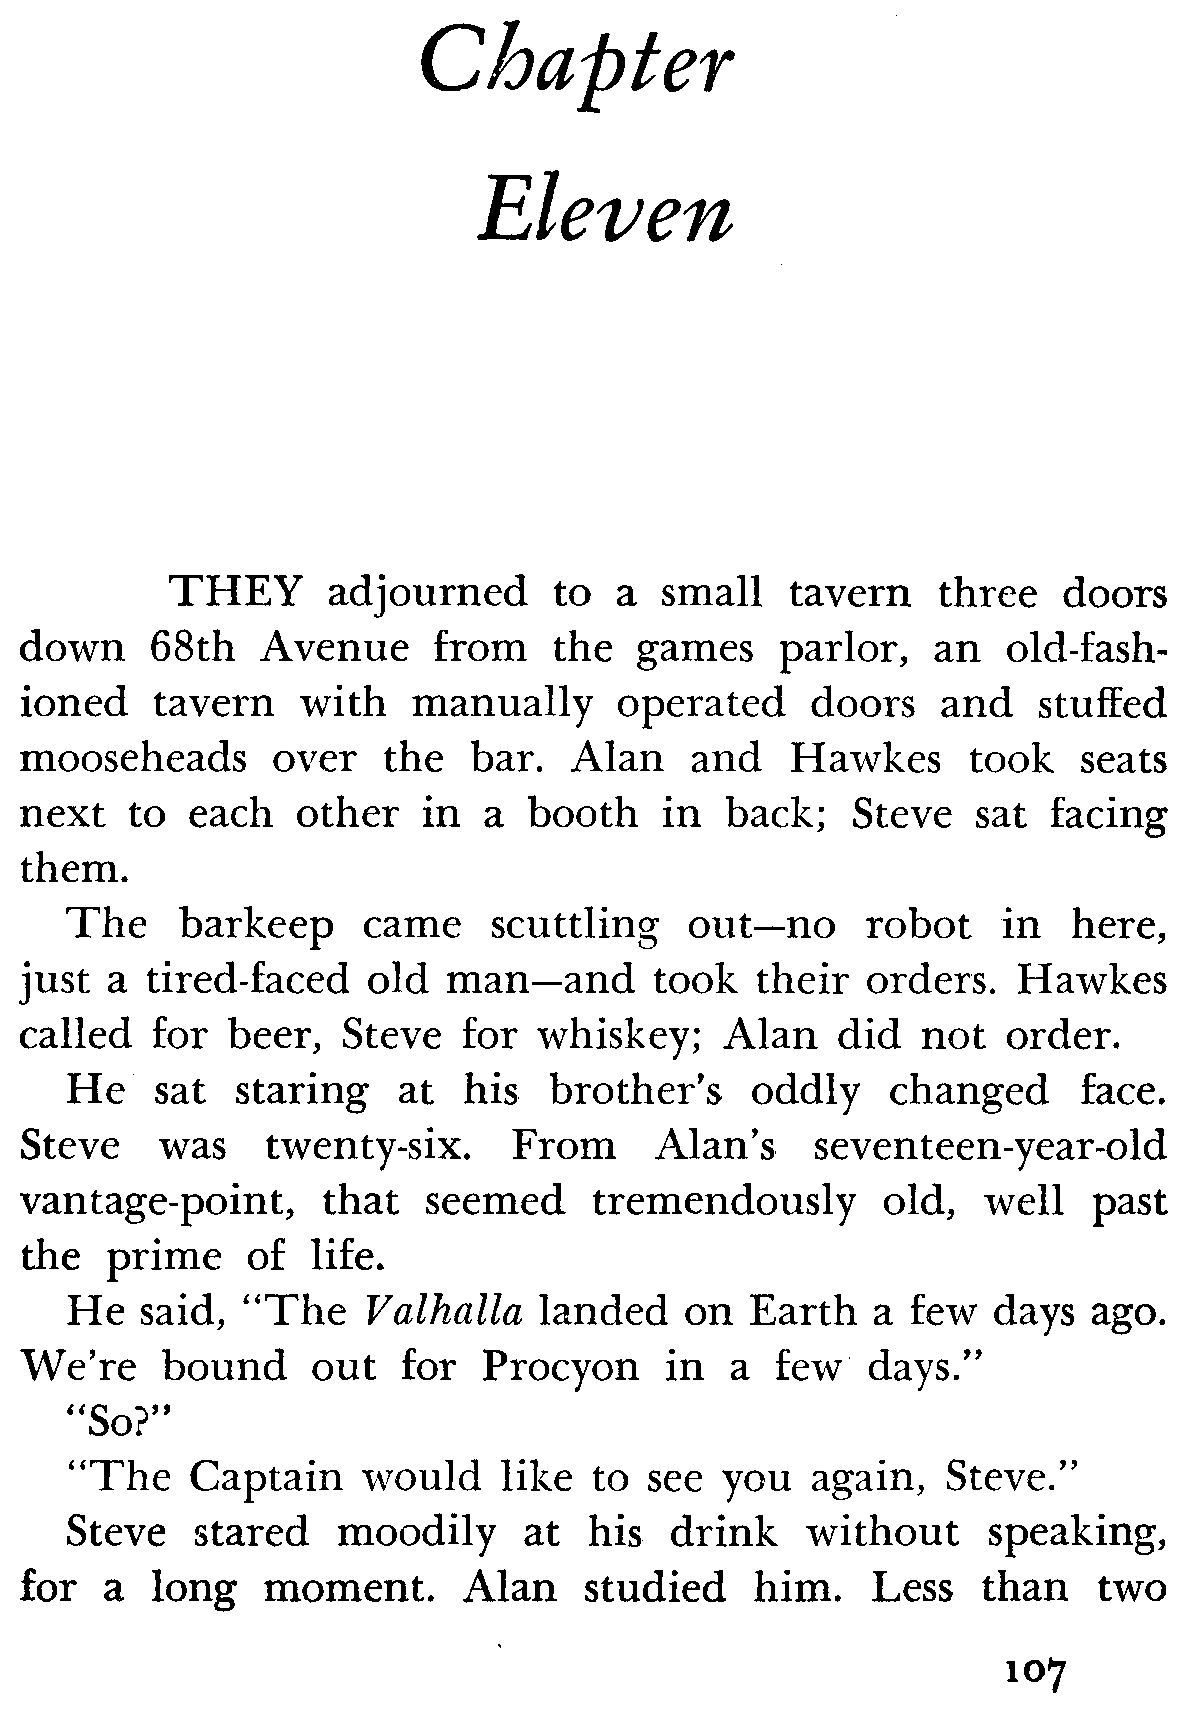 Chapter
Eleven
THEY adjourned to a small tavern three doors
down 68th Avenue from the games parlor, an old-fash-
ioned tavern with manually operated doors and stuffed
mooseheads over the bar. Alan and Hawkes took seats
next to each other in a booth in back; Steve sat facing
them.
The barkeep came scuttling out—no robot in here,
just a tired-faced old man—and took their orders. Hawkes
called for beer, Steve for whiskey; Alan did not order.
He sat staring at his brother's oddly changed face.
Steve was twenty-six. From Alan's seventeen-year-old
vantage-point, that seemed tremendously old, well past
the prime of life.
He said, "The Valhalla landed on Earth a few days ago.
We're bound out for Procyon in a few days."
"So?"
"The Captain would like to see you again, Steve."
Steve stared moodily at his drink without speaking,
for a long moment. Alan studied him. Less than two
107